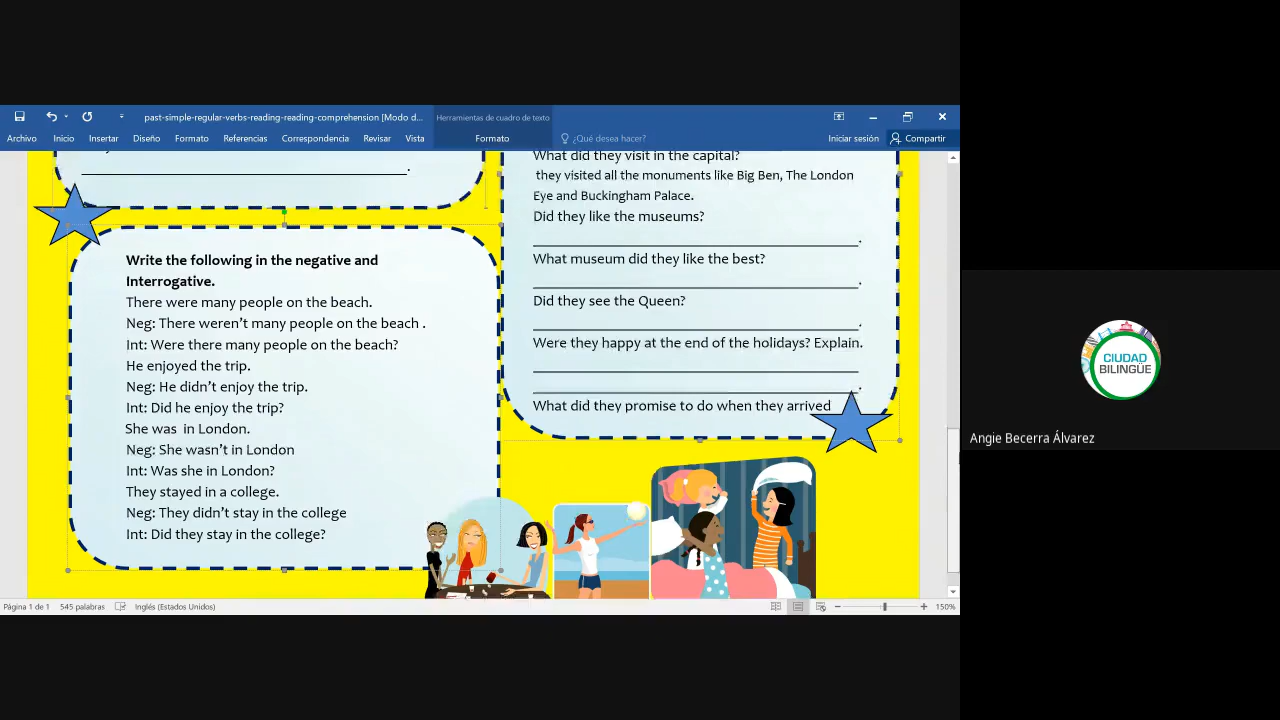 past-simple-regular-verbs-reading-reading-comprehension [Modo d...
Herramientas de cuadro de texto
Archivo Inicio Insertar Diseño Formato Referencias Correspondencia Revisar Vista Formato ¿Qué desea hacer? Iniciar sesión Compartir
What did they visit in the capital?
they visited all the monuments like Big Ben, The London
Eye and Buckingham Palace.
Did they like the museums?
What museum did they like the best?
Did they see the Queen?
Were they happy at the end of the holidays? Explain.
What did they promise to do when they arrived
Write the following in the negative and
Interrogative.
There were many people on the beach.
Neg: There weren't many people on the beach .
Int: Were there many people on the beach?
He enjoyed the trip.
Neg: He didn't enjoy the trip.
Int: Did he enjoy the trip?
She was in London.
Neg: She wasn't in London
Int: Was she in London?
They stayed in a college.
Neg: They didn't stay in the college
Int: Did they stay in the college?
Página 1 de 1 545 palabras Inglés (Estados Unidos) 150%
CIUDAD
BILINGÜE
Angie Becerra Álvarez